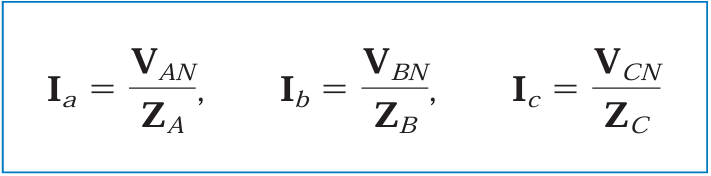 I_a = V_AN / Z_A, I_b = V_BN / Z_B, I_c = V_CN / Z_C